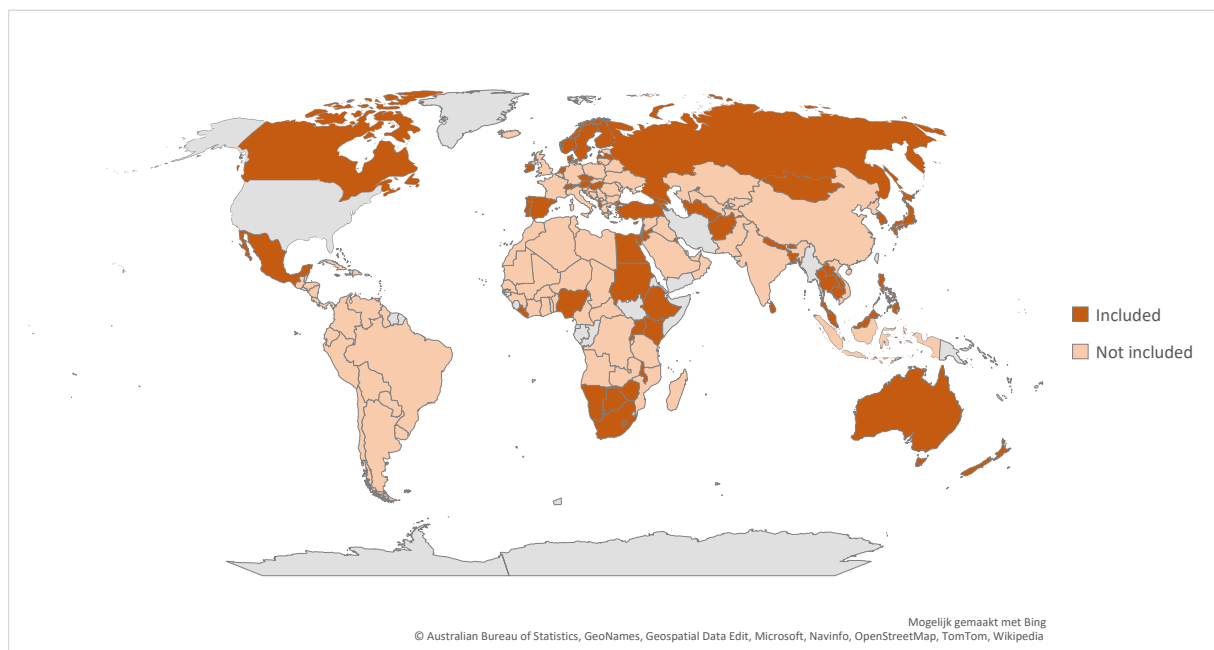 Included
Not included
Mogelijk gemaakt met Bing
© Australian Bureau of Statistics, GeoNames, Geospatial Data Edit, Microsoft, Navinfo, OpenStreetMap, TomTom, Wikipedia